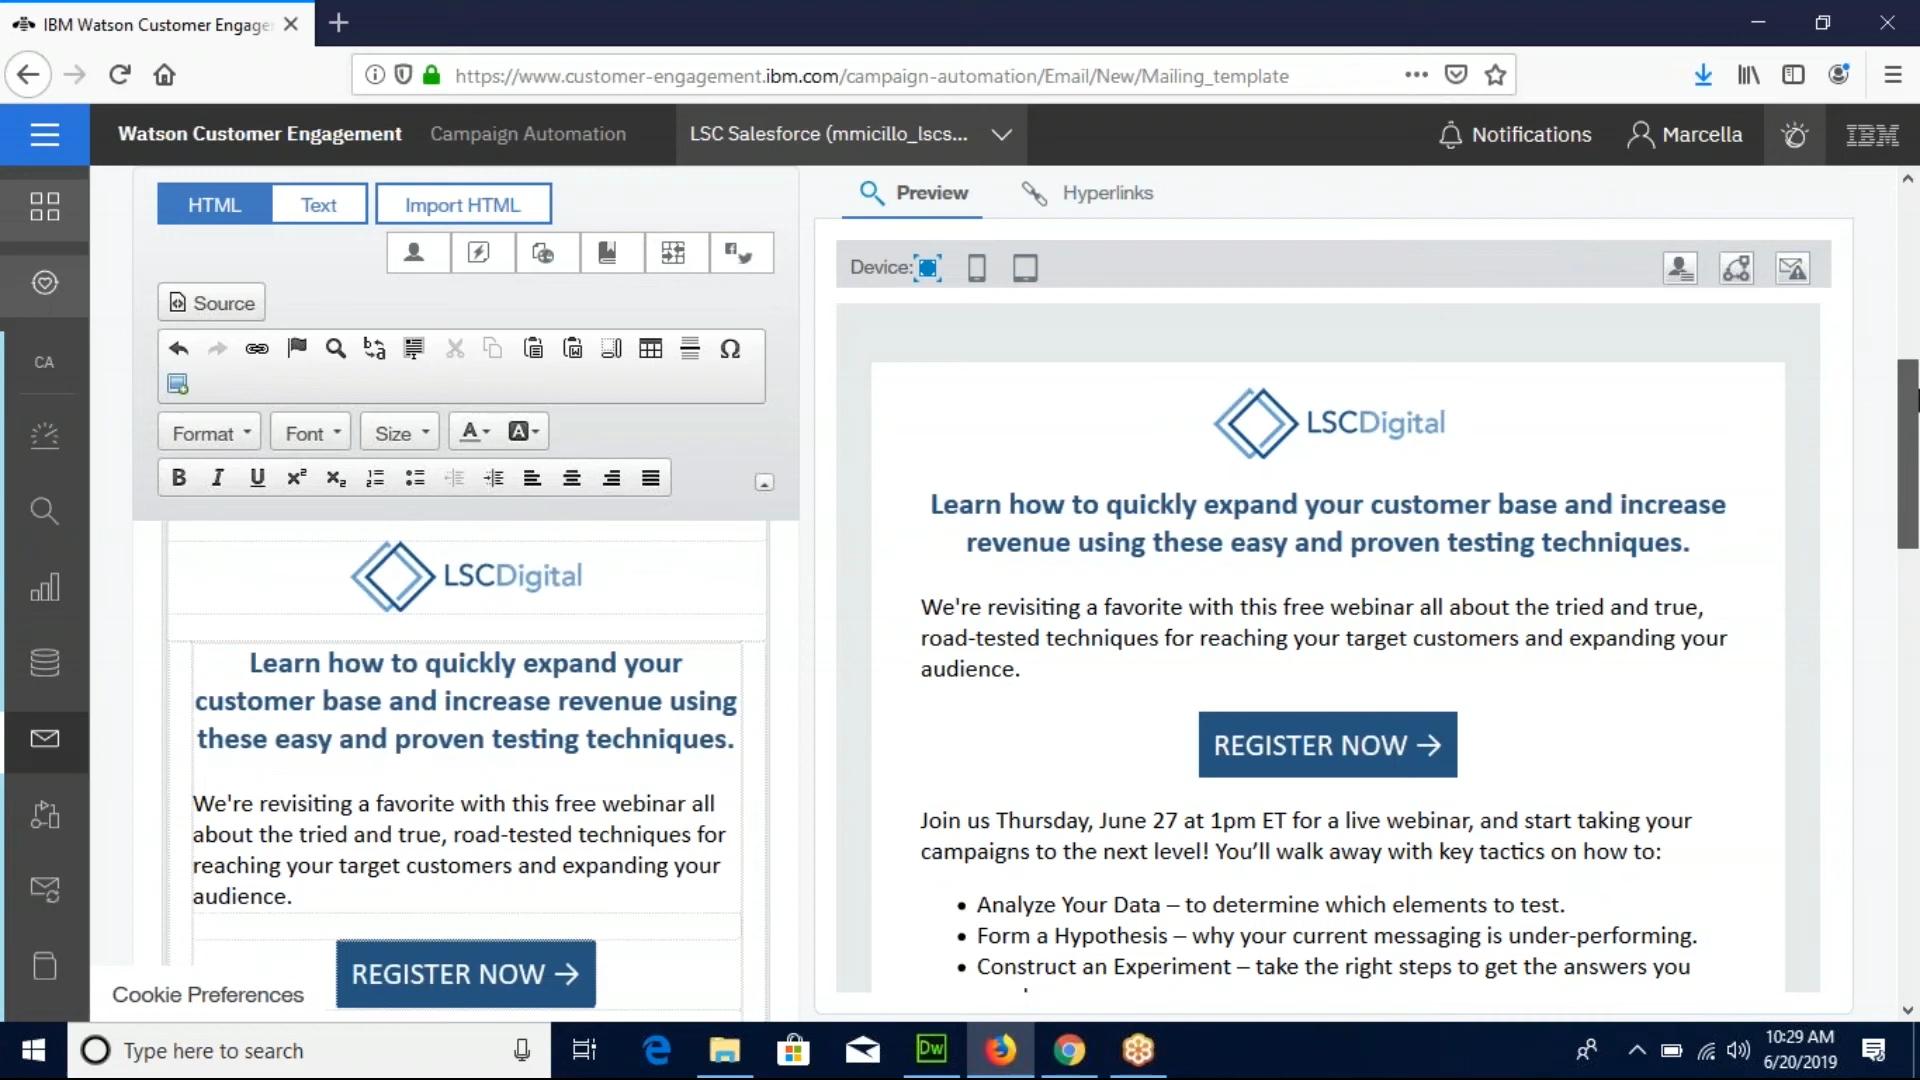 IBM Watson Customer Engage
https://www.customer-engagement.ibm.com/campaign-automation/Email/New/Mailing_template
Watson Customer Engagement
Campaign Automation
LSC Salesforce (mmicillo_lscs...
Notifications
Marcella
IBM
CA
HTML
Text
Import HTML
Source
Format
Font
Size
LSCDigital
Learn how to quickly expand your
customer base and increase revenue using
these easy and proven testing techniques.
We're revisiting a favorite with this free webinar all
about the tried and true, road-tested techniques for
reaching your target customers and expanding your
audience.
REGISTER NOW →
Cookie Preferences
Preview
Hyperlinks
Device:
LSCDigital
Learn how to quickly expand your customer base and increase
revenue using these easy and proven testing techniques.
We're revisiting a favorite with this free webinar all about the tried and true,
road-tested techniques for reaching your target customers and expanding your
audience.
REGISTER NOW →
Join us Thursday, June 27 at 1pm ET for a live webinar, and start taking your
campaigns to the next level! You’ll walk away with key tactics on how to:
• Analyze Your Data – to determine which elements to test.
• Form a Hypothesis – why your current messaging is under-performing.
• Construct an Experiment – take the right steps to get the answers you
Type here to search
Dw
10:29 AM
6/20/2019